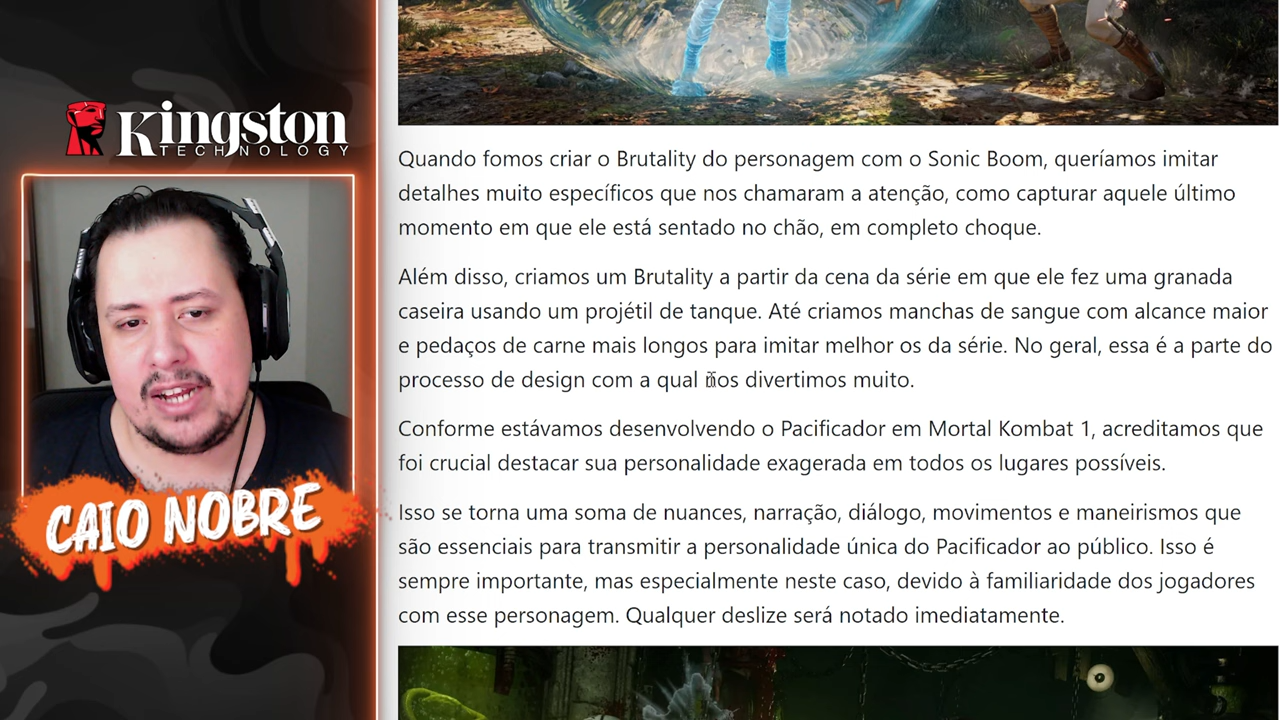 Kingston
TECHNOLOGY
CAIO NOBRE
Quando fomos criar o Brutality do personagem com o Sonic Boom, queríamos imitar
detalhes muito específicos que nos chamaram a atenção, como capturar aquele último
momento em que ele está sentado no chão, em completo choque.
Além disso, criamos um Brutality a partir da cena da série em que ele fez uma granada
caseira usando um projétil de tanque. Até criamos manchas de sangue com alcance maior
e pedaços de carne mais longos para imitar melhor os da série. No geral, essa é a parte do
processo de design com a qual nos divertimos muito.
Conforme estávamos desenvolvendo o Pacificador em Mortal Kombat 1, acreditamos que
foi crucial destacar sua personalidade exagerada em todos os lugares possíveis.
Isso se torna uma soma de nuances, narração, diálogo, movimentos e maneirismos que
são essenciais para transmitir a personalidade única do Pacificador ao público. Isso é
sempre importante, mas especialmente neste caso, devido à familiaridade dos jogadores
com esse personagem. Qualquer deslize será notado imediatamente.